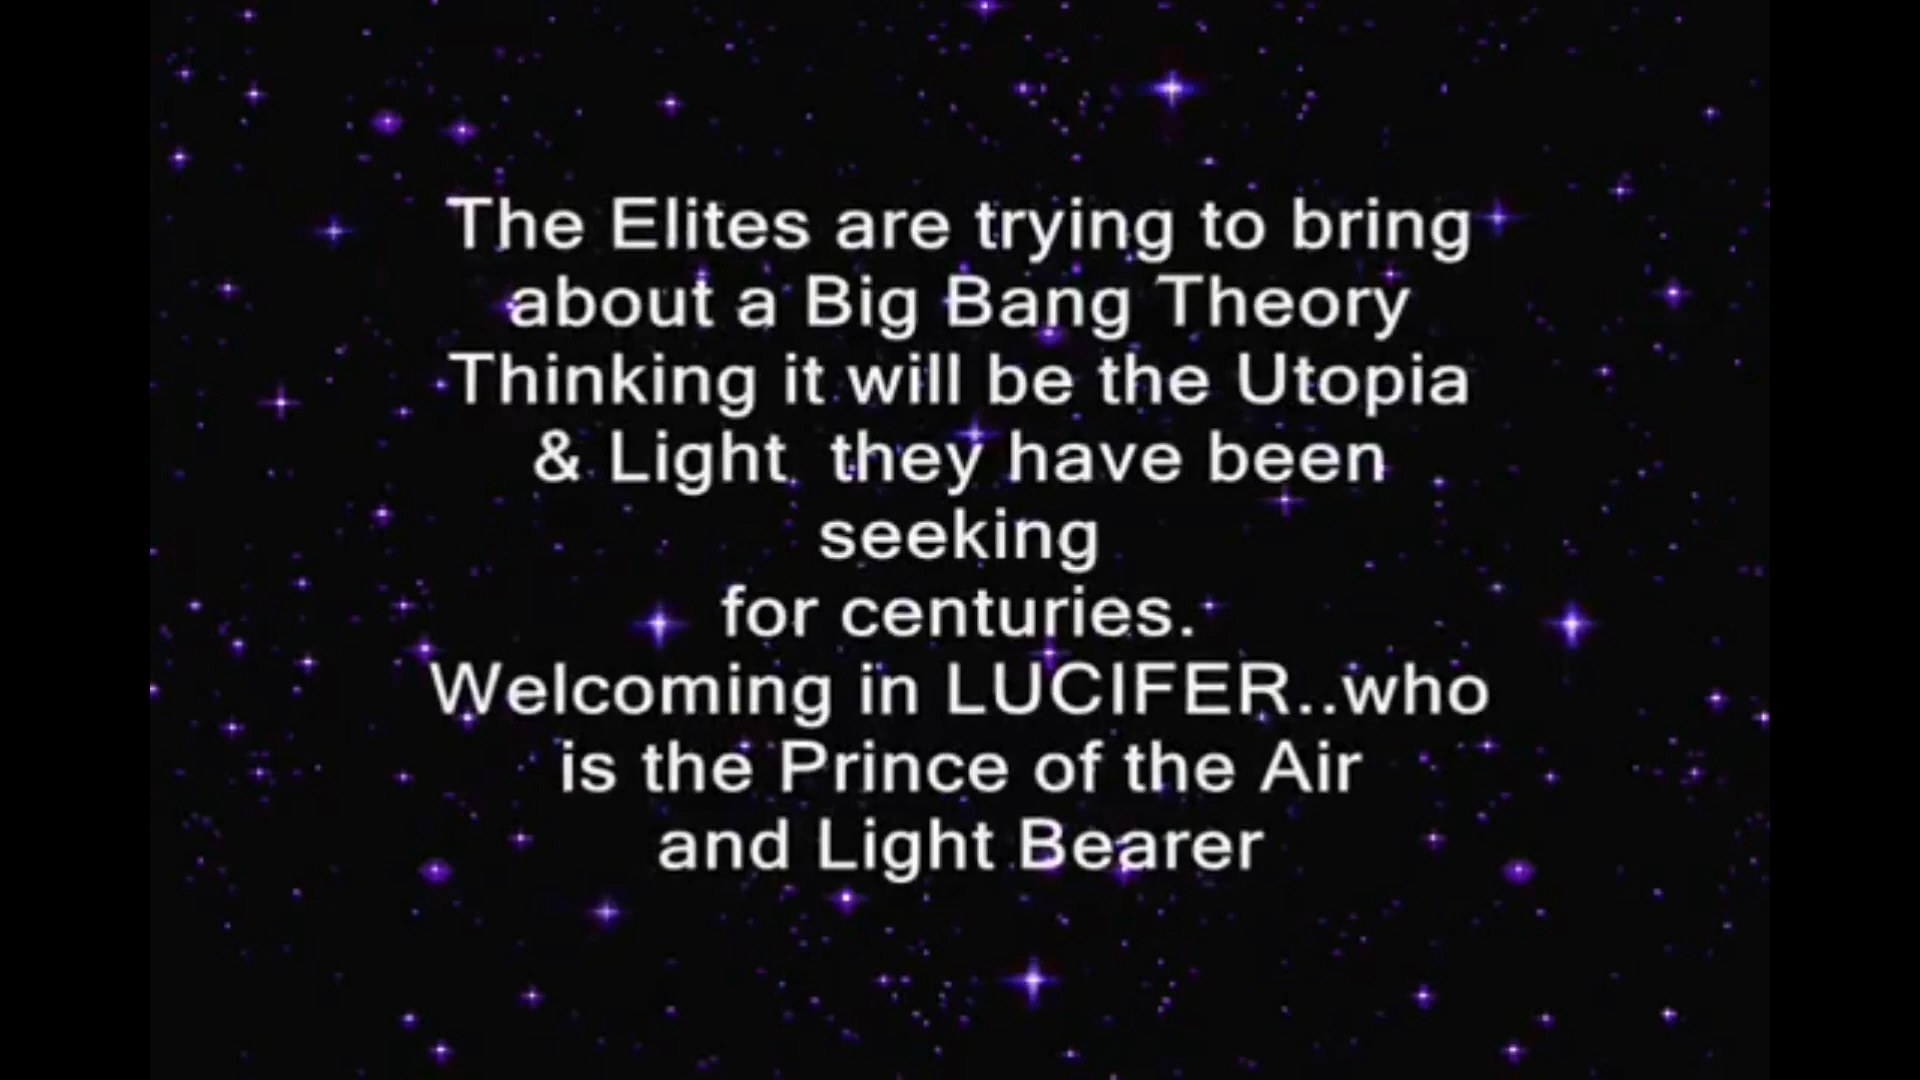 The Elites are trying to bring
about a Big Bang Theory
Thinking it will be the Utopia
& Light  they have been
seeking
for centuries.
Welcoming in LUCIFER..who
is the Prince of the Air
and Light Bearer